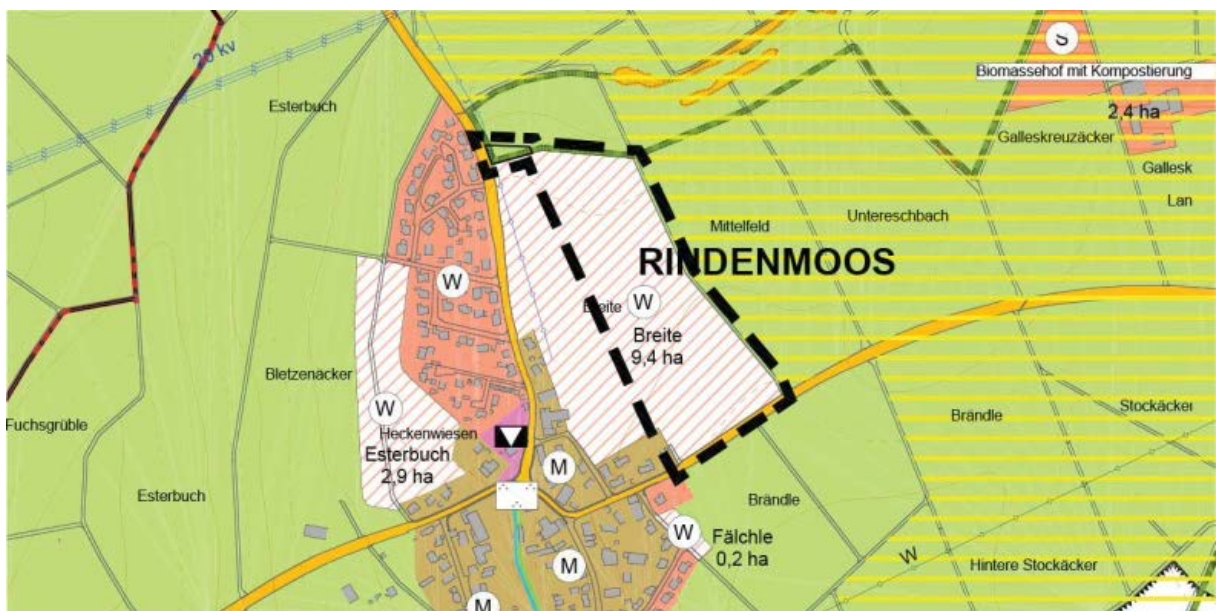 20 kv
S
Biomassehof mit Kompostierung
2,4 ha
Esterbuch
Galleskreuzäcker
Gallesk
Lan
Mittelfeld
Untereschbach
RINDENMOOS
W
W
Breite
Breite
9,4 ha
Bletzenäcker
W
Fuchsgrüble
Heckenwiesen
Esterbuch
2,9 ha
Brändle
Stockäcker
M
Esterbuch
Brändle
W
Fälchle
0,2 ha
W
M
Hintere Stockäcker
M